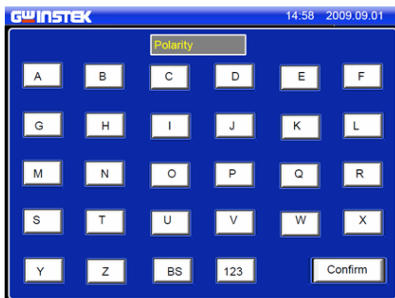 GWINSTEK 14:58 2009.09.01
Polarity
A B C D E F
G H I J K L
M N O P Q R
S T U V W X
Y Z BS 123 Confirm